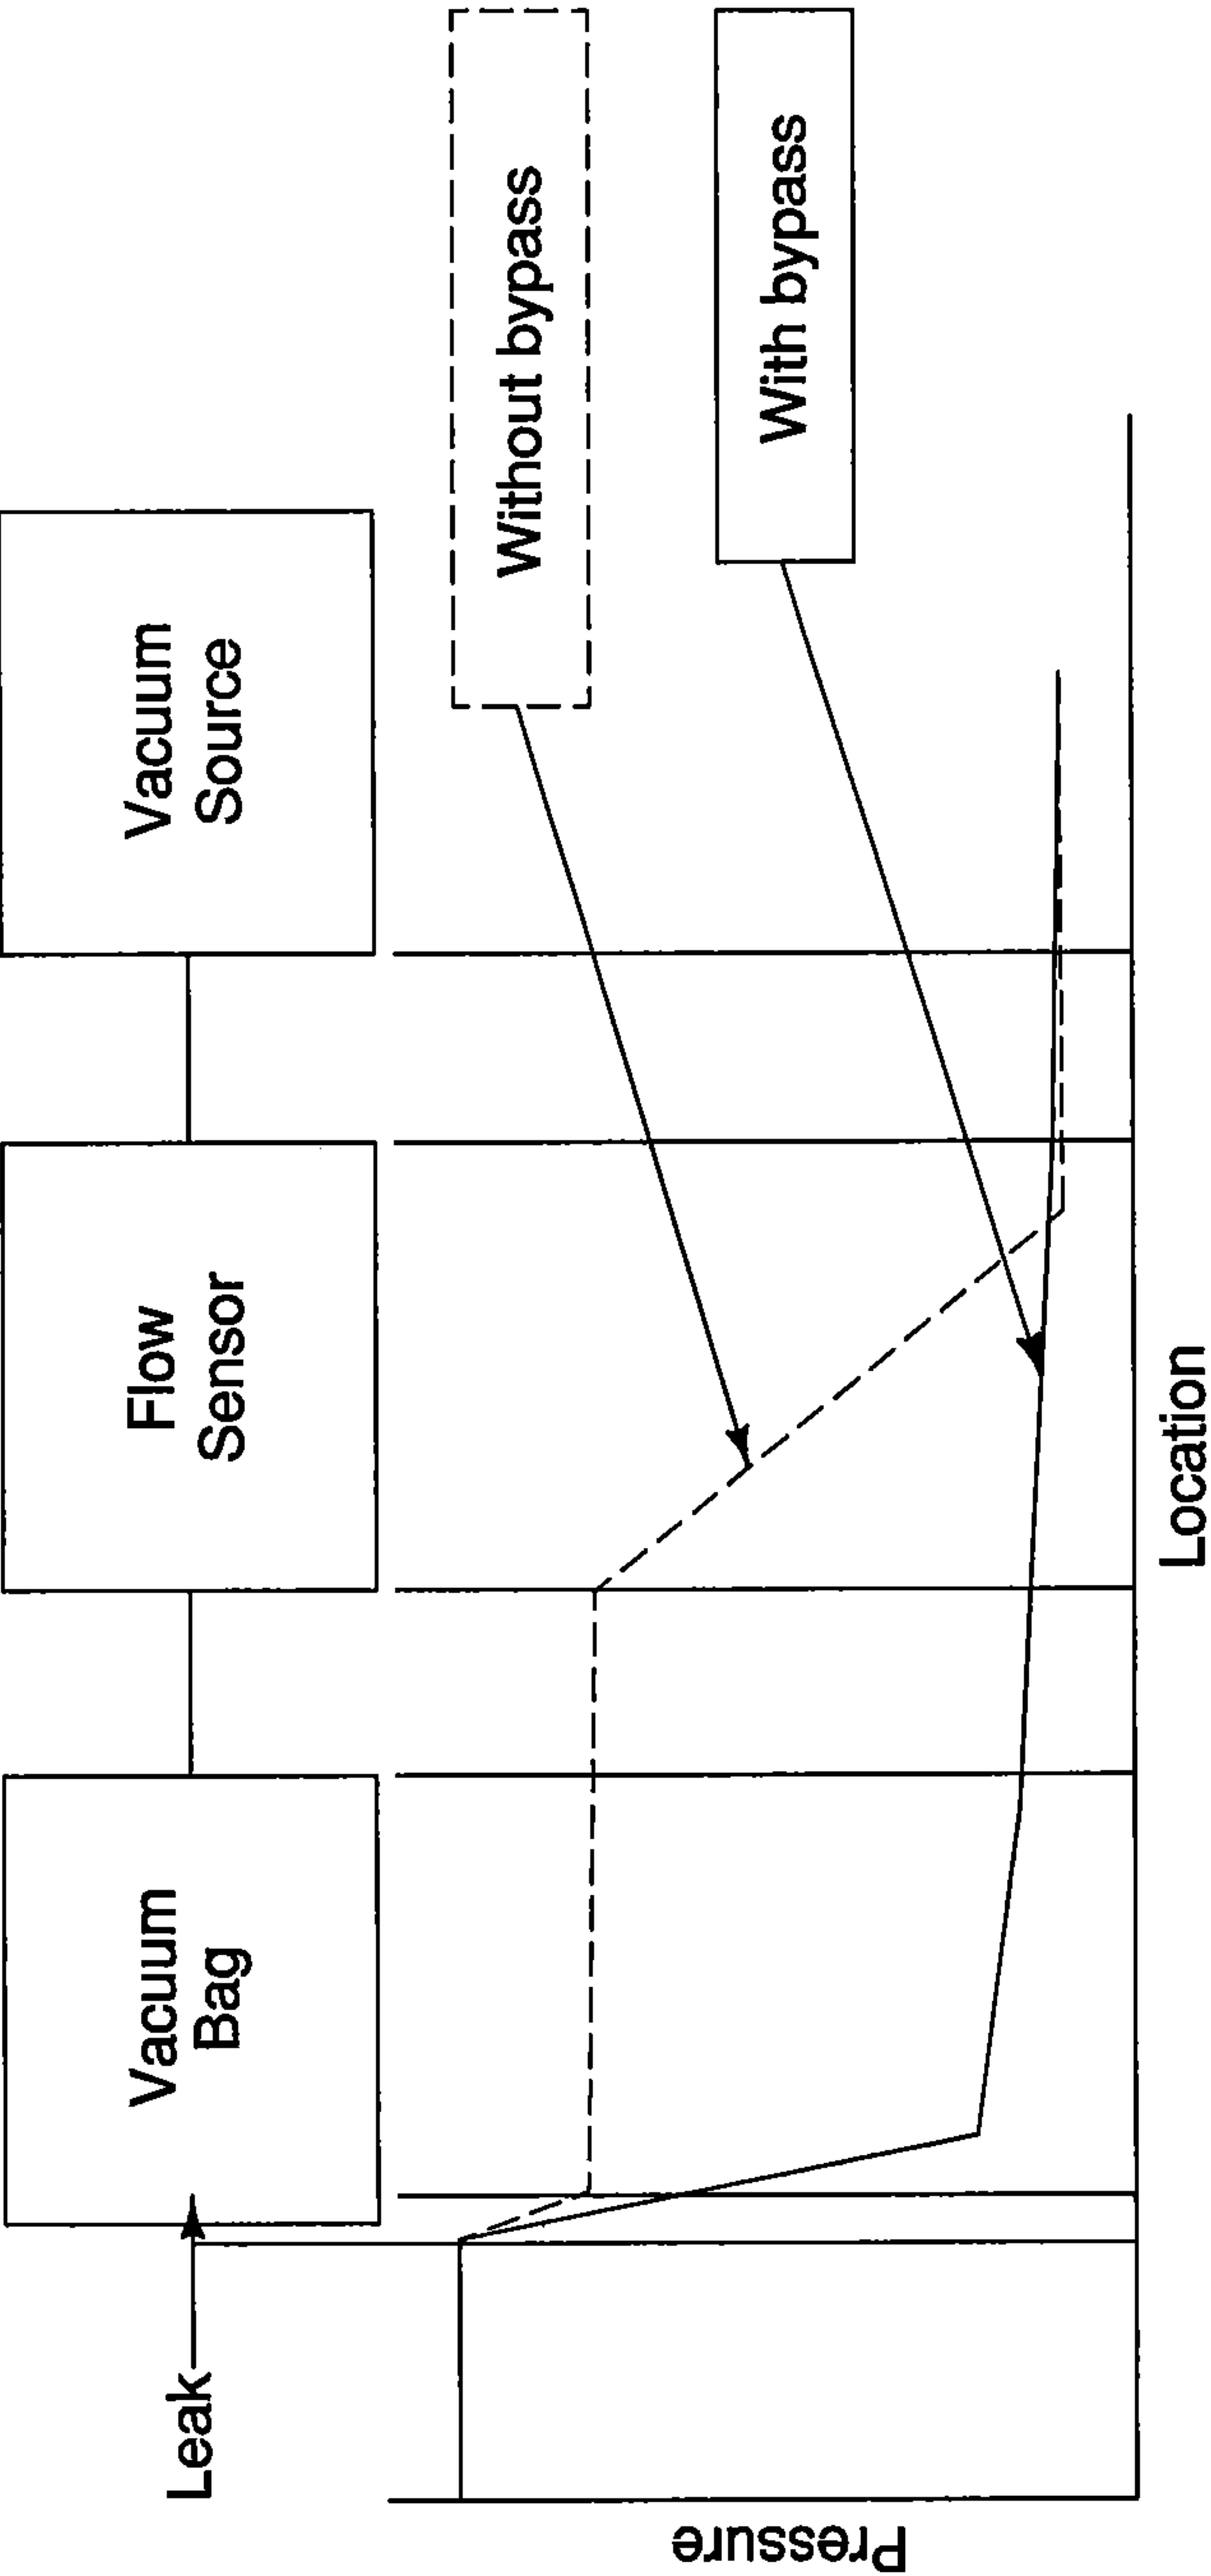 Leak
Vacuum
Bag
Flow
Sensor
Vacuum
Source
Without bypass
With bypass
Pressure
Location